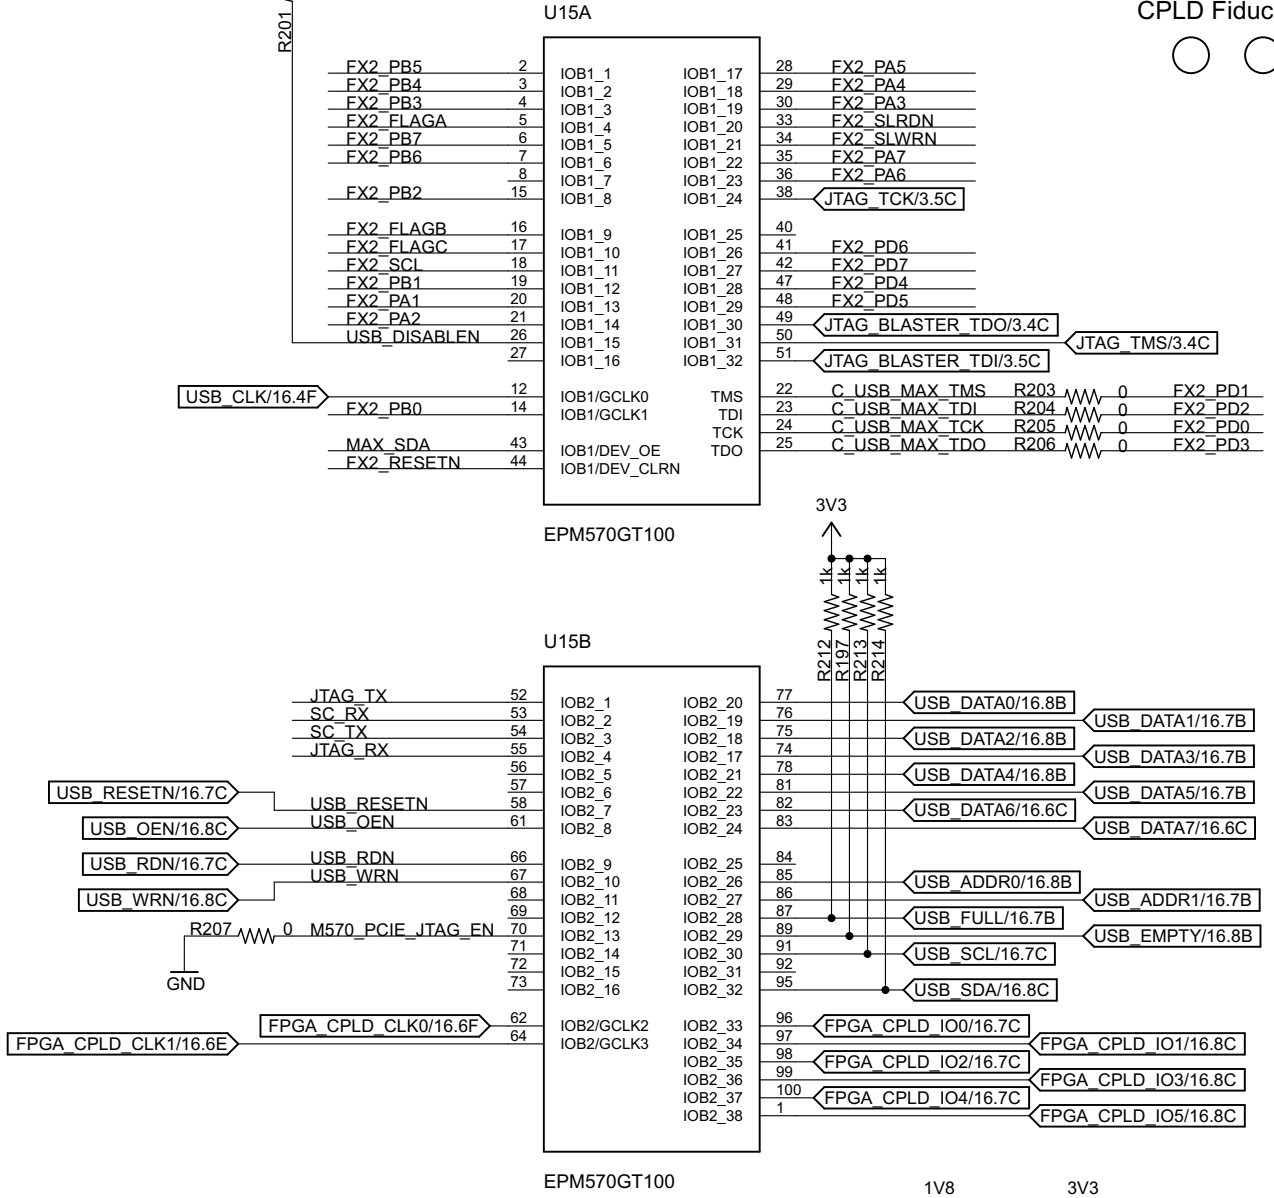 CPLD Fiduc
U15A
R201
FX2_PB5 2 IOB1_1 IOB1_17 28 FX2_PA5
FX2_PB4 3 IOB1_2 IOB1_18 29 FX2_PA4
FX2_PB3 4 IOB1_3 IOB1_19 30 FX2_PA3
FX2_FLAGA 5 IOB1_4 IOB1_20 33 FX2_SLRDN
FX2_PB7 6 IOB1_5 IOB1_21 34 FX2_SLWRN
FX2_PB6 7 IOB1_6 IOB1_22 35 FX2_PA7
8 IOB1_7 IOB1_23 36 FX2_PA6
FX2_PB2 15 IOB1_8 IOB1_24 38 JTAG_TCK/3.5C
FX2_FLAGB 16 IOB1_9 IOB1_25 40
FX2_FLAGC 17 IOB1_10 IOB1_26 41 FX2_PD6
FX2_SCL 18 IOB1_11 IOB1_27 42 FX2_PD7
FX2_PB1 19 IOB1_12 IOB1_28 47 FX2_PD4
FX2_PA1 20 IOB1_13 IOB1_29 48 FX2_PD5
FX2_PA2 21 IOB1_14 IOB1_30 49 JTAG_BLASTER_TDO/3.4C
USB_DISABLEN 26 IOB1_15 IOB1_31 50 JTAG_TMS/3.4C
27 IOB1_16 IOB1_32 51 JTAG_BLASTER_TDI/3.5C
USB_CLK/16.4F 12 IOB1/GCLK0 TMS 22 C_USB_MAX_TMS R203 0 FX2_PD1
FX2_PB0 14 IOB1/GCLK1 TDI 23 C_USB_MAX_TDI R204 0 FX2_PD2
TCK 24 C_USB_MAX_TCK R205 0 FX2_PD0
MAX_SDA 43 IOB1/DEV_OE TDO 25 C_USB_MAX_TDO R206 0 FX2_PD3
FX2_RESETN 44 IOB1/DEV_CLRN
EPM570GT100
3V3
1k 1k 1k 1k
R212 R197 R213 R214
U15B
JTAG_TX 52 IOB2_1 IOB2_20 77 USB_DATA0/16.8B
SC_RX 53 IOB2_2 IOB2_19 76 USB_DATA1/16.7B
SC_TX 54 IOB2_3 IOB2_18 75 USB_DATA2/16.8B
JTAG_RX 55 IOB2_4 IOB2_17 74 USB_DATA3/16.7B
56 IOB2_5 IOB2_21 78 USB_DATA4/16.8B
USB_RESETN/16.7C 57 IOB2_6 IOB2_22 81 USB_DATA5/16.7B
USB_RESETN 58 IOB2_7 IOB2_23 82 USB_DATA6/16.6C
USB_OEN/16.8C USB_OEN 61 IOB2_8 IOB2_24 83 USB_DATA7/16.6C
USB_RDN/16.7C USB_RDN 66 IOB2_9 IOB2_25 84
USB_WRN 67 IOB2_10 IOB2_26 85 USB_ADDR0/16.8B
USB_WRN/16.8C 68 IOB2_11 IOB2_27 86 USB_ADDR1/16.7B
69 IOB2_12 IOB2_28 87 USB_FULL/16.7B
R207 0 M570_PCIE_JTAG_EN 70 IOB2_13 IOB2_29 89 USB_EMPTY/16.8B
71 IOB2_14 IOB2_30 91 USB_SCL/16.7C
72 IOB2_15 IOB2_31 92
GND 73 IOB2_16 IOB2_32 95 USB_SDA/16.8C
FPGA_CPLD_CLK0/16.6F 62 IOB2/GCLK2 IOB2_33 96 FPGA_CPLD_IO0/16.7C
FPGA_CPLD_CLK1/16.6E 64 IOB2/GCLK3 IOB2_34 97 FPGA_CPLD_IO1/16.8C
IOB2_35 98 FPGA_CPLD_IO2/16.7C
IOB2_36 99 FPGA_CPLD_IO3/16.8C
IOB2_37 100 FPGA_CPLD_IO4/16.7C
IOB2_38 1 FPGA_CPLD_IO5/16.8C
EPM570GT100
1V8 3V3